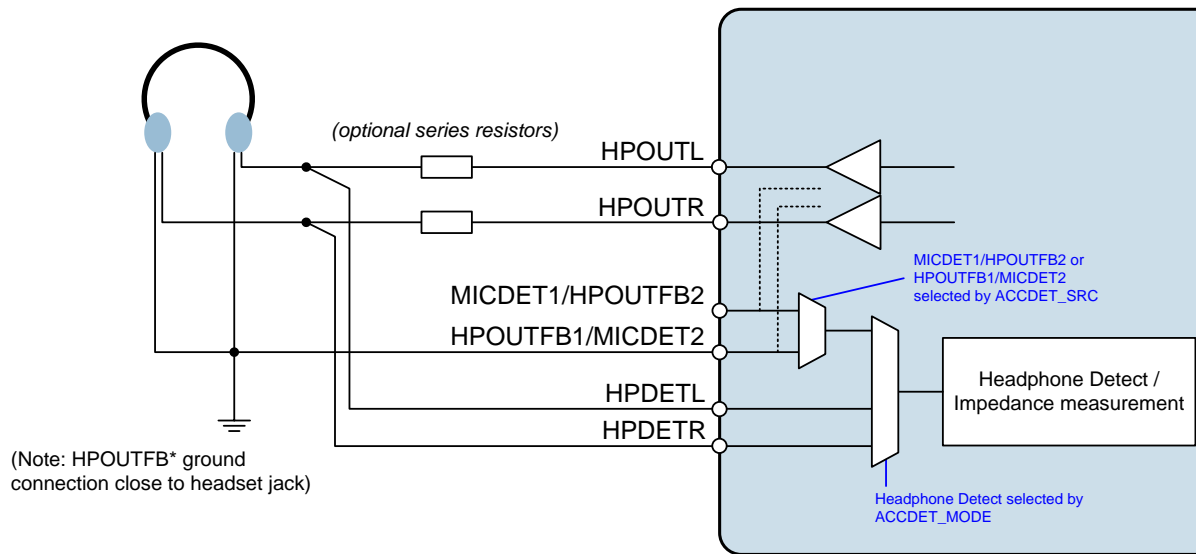 (optional series resistors)
HPOUTL
HPOUTR
MICDET1/HPOUTFB2 or
HPOUTFB1/MICDET2
selected by ACCDET_SRC
MICDET1/HPOUTFB2
HPOUTFB1/MICDET2
Headphone Detect /
Impedance measurement
HPDETL
HPDETR
(Note: HPOUTFB* ground
connection close to headset jack)
Headphone Detect selected by
ACCDET_MODE